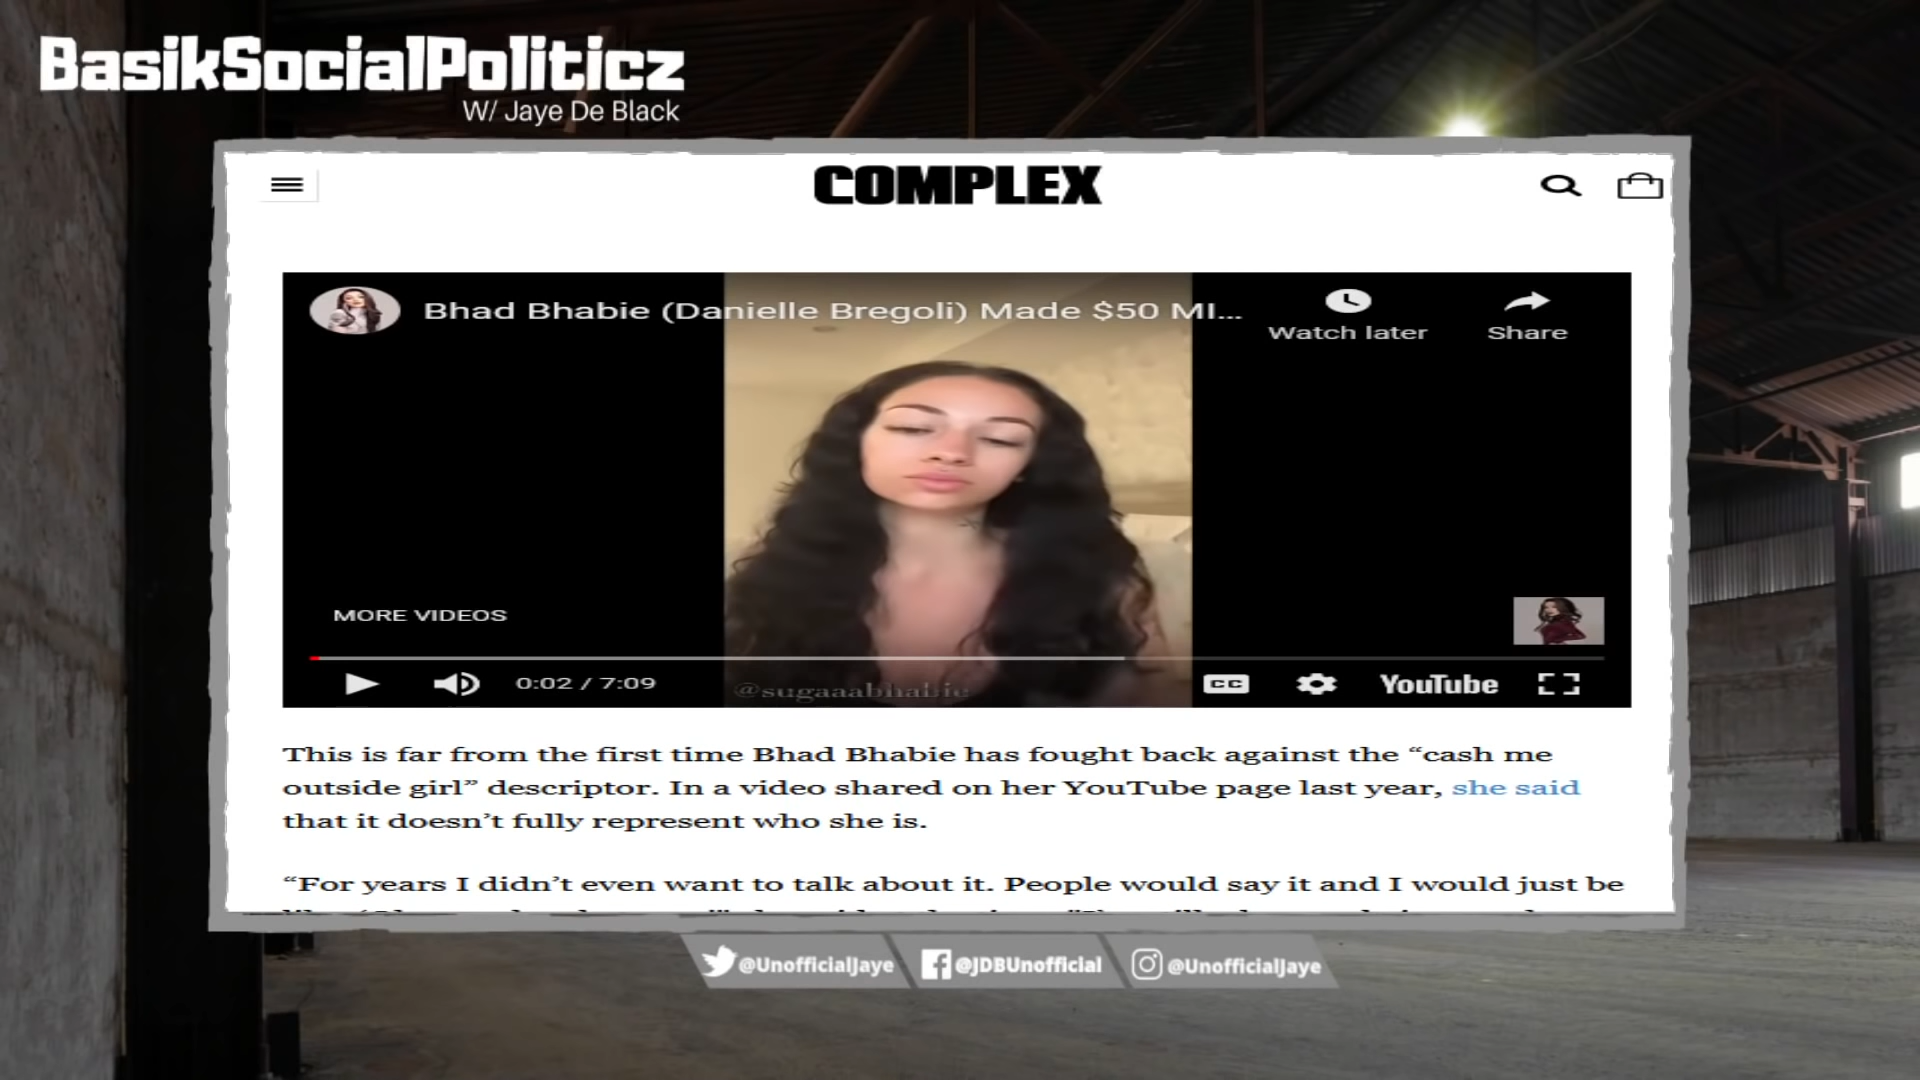 BasikSocialPoliticz
W/ Jaye De Black
COMPLEX
Bhad Bhabie (Danielle Bregoli) Made $50 MI...
Watch later
Share
MORE VIDEOS
0:02 / 7:09
@sugaaabhabie
CC
YouTube
This is far from the first time Bhad Bhabie has fought back against the “cash me
outside girl” descriptor. In a video shared on her YouTube page last year, she said
that it doesn’t fully represent who she is.
“For years I didn’t even want to talk about it. People would say it and I would just be
@UnofficialJaye
@JDBUnofficial
@UnofficialJaye